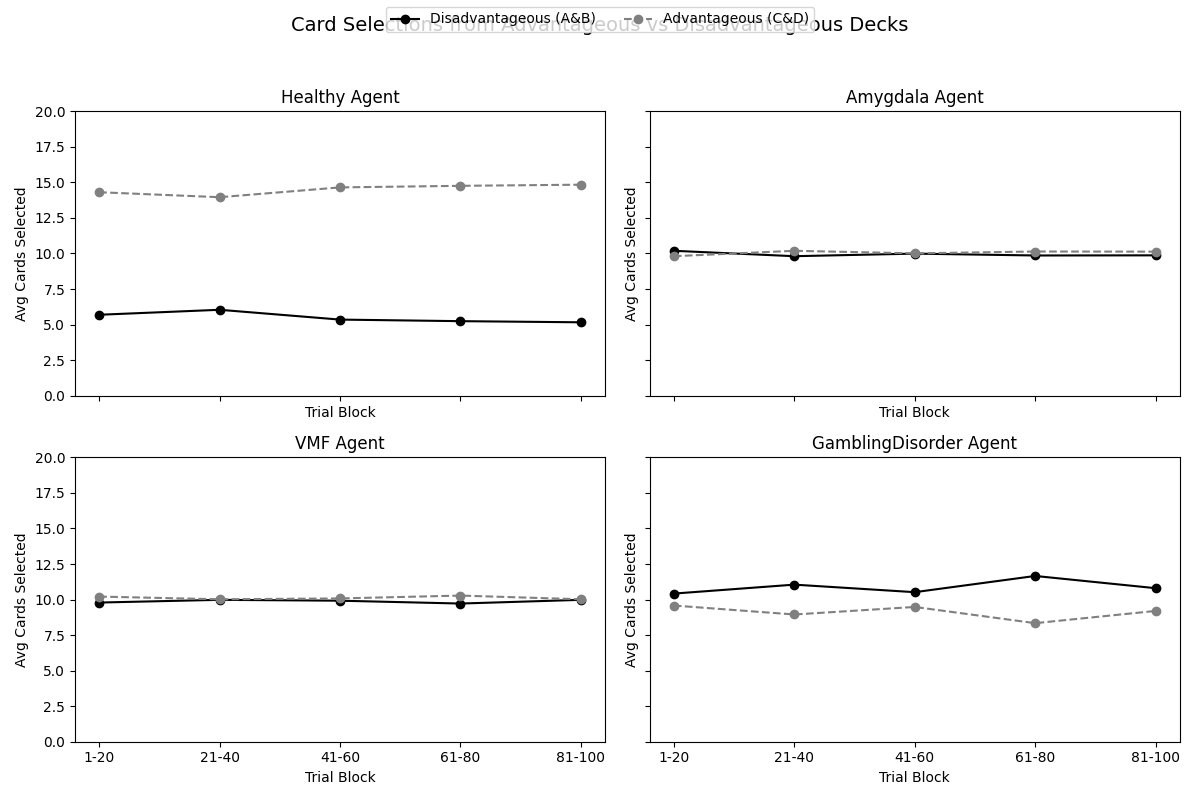 Disadvantageous (A&B) Advantageous (C&D)
Card Selections from Advantageous vs Disadvantageous Decks
Healthy Agent
Amygdala Agent
20.0
17.5
15.0
12.5
10.0
7.5
5.0
2.5
0.0
Avg Cards Selected
Avg Cards Selected
Trial Block
Trial Block
VMF Agent
GamblingDisorder Agent
20.0
17.5
15.0
12.5
10.0
7.5
5.0
2.5
0.0
Avg Cards Selected
Avg Cards Selected
1-20 21-40 41-60 61-80 81-100
1-20 21-40 41-60 61-80 81-100
Trial Block
Trial Block